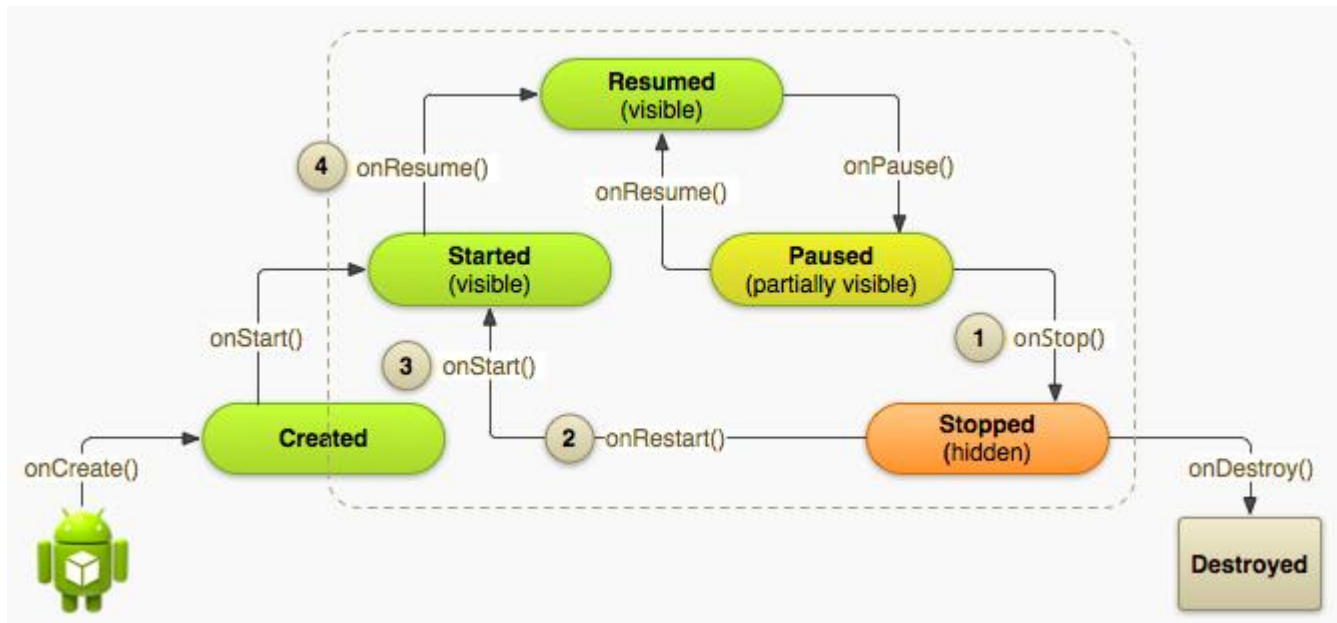 Resumed
(visible)
4
onResume()
onResume()
onPause()
Started
(visible)
Paused
(partially visible)
onStart()
3
onStart()
1
onStop()
Created
2
onRestart()
Stopped
(hidden)
onCreate()
onDestroy()
Destroyed